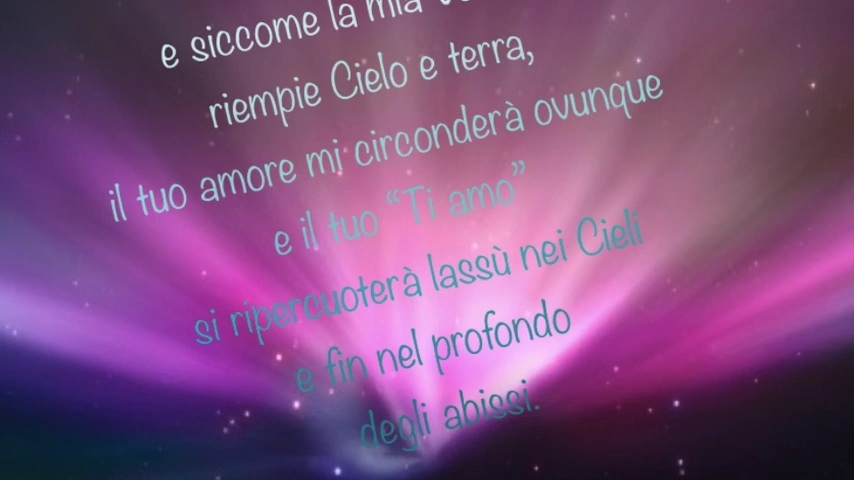 e siccome la mia
riempie Cielo e terra,
il tuo amore mi circonderà ovunque
e il tuo “Ti amo”
si ripercuoterà lassù nei Cieli
e fin nel profondo
degli abissi.